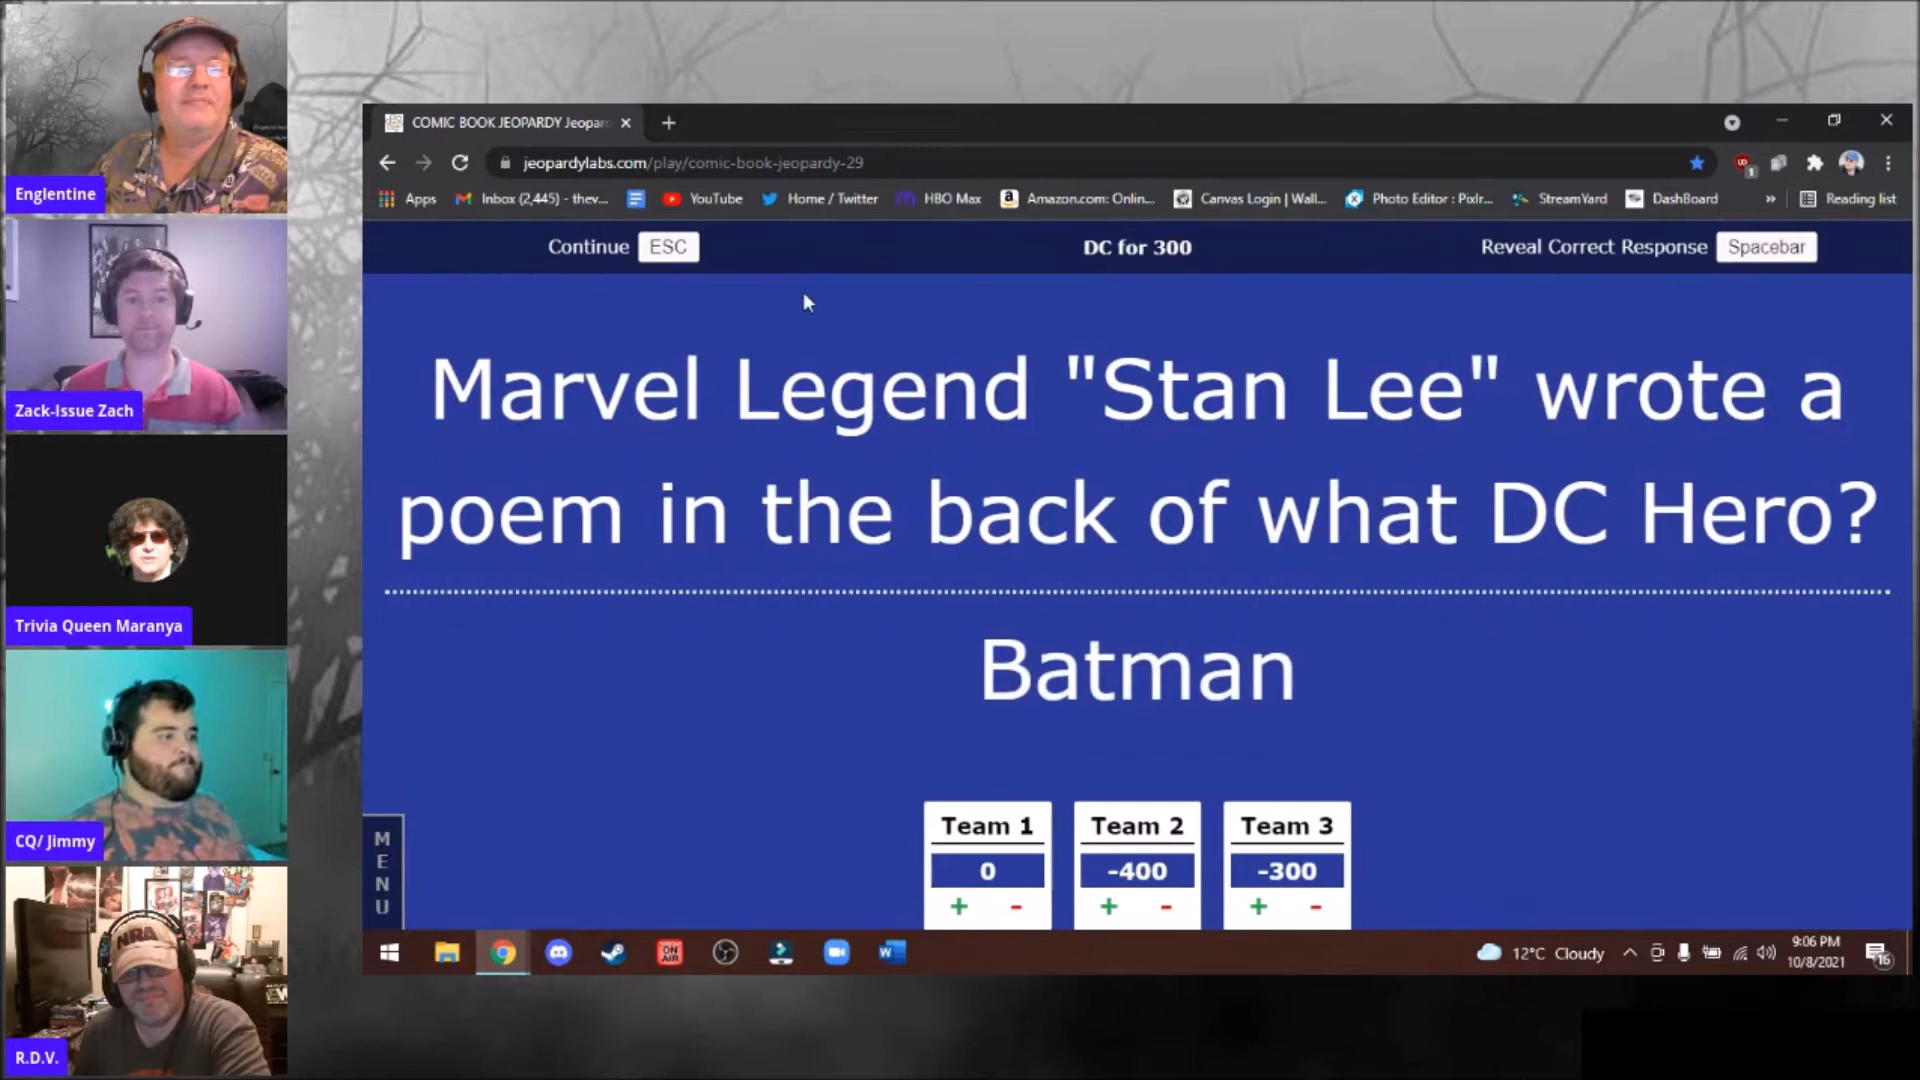 Englentine
Zack-Issue Zach
Trivia Queen Maranya
CQ/ Jimmy
NRA
R.D.V.
COMIC BOOK JEOPARDY Jeopar
jeopardylabs.com/play/comic-book-jeopardy-29
Apps Inbox (2,445) - thev... YouTube Home / Twitter HBO Max Amazon.com: Onlin... Canvas Login | Wall... Photo Editor : Pixlr... StreamYard DashBoard » Reading list
Continue ESC DC for 300 Reveal Correct Response Spacebar
Marvel Legend "Stan Lee" wrote a
poem in the back of what DC Hero?
Batman
MENU
Team 1 Team 2 Team 3
0 -400 -300
+ - + - + -
ON AIR
12°C Cloudy
9:06 PM
10/8/2021
16